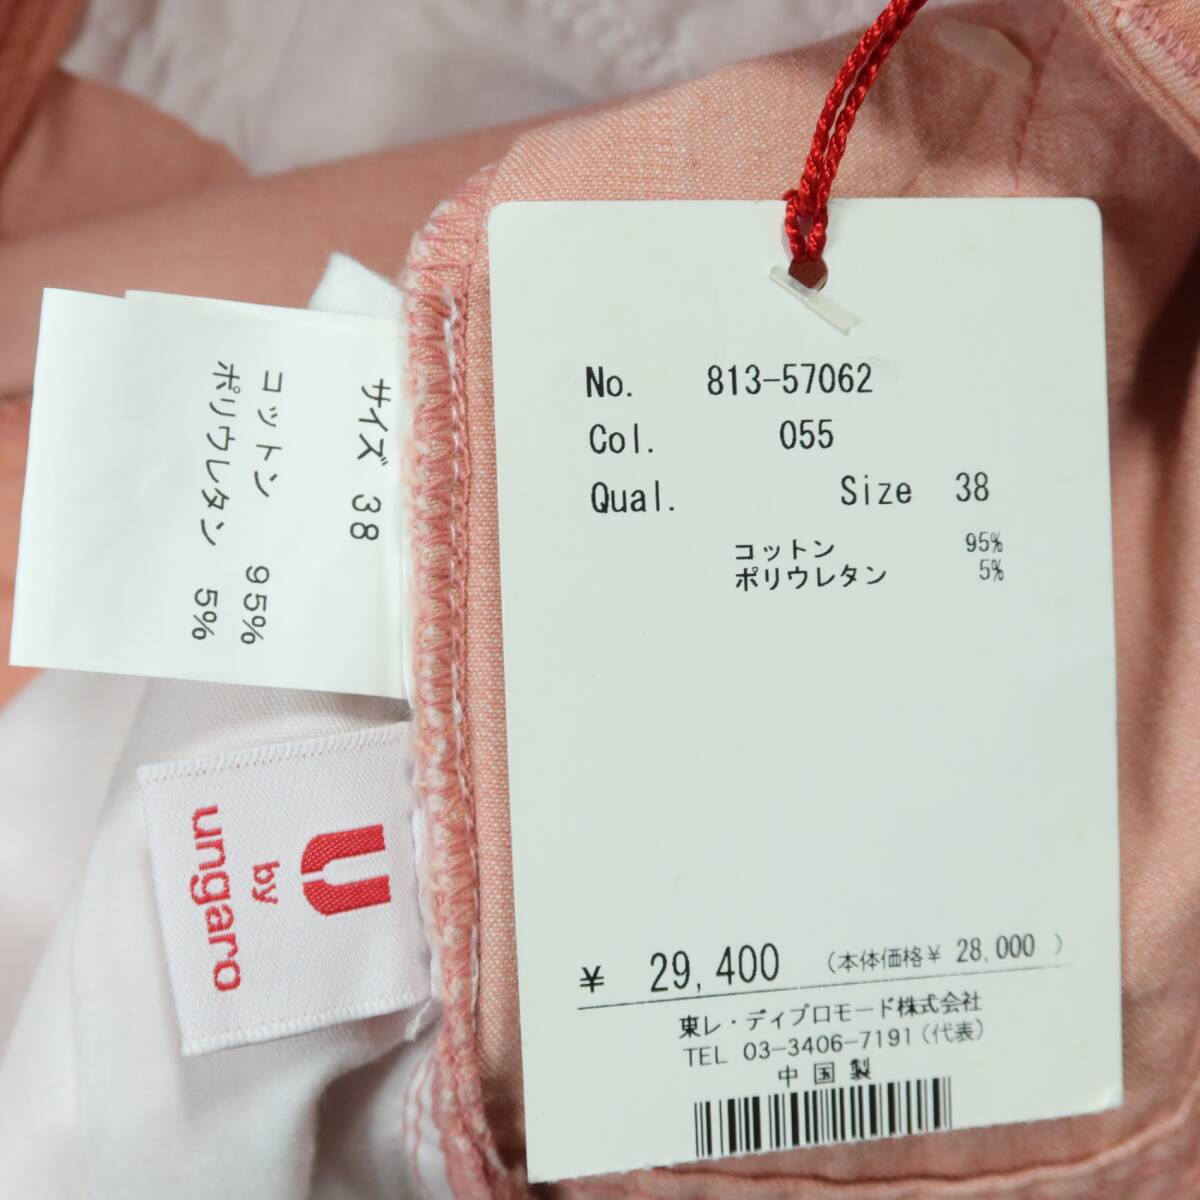 サイズ 38
コットン 95%
ポリウレタン 5%
U
by
ungaro
No. 813-57062
Col. 055
Qual. Size 38
コットン 95%
ポリウレタン 5%
¥ 29,400 (本体価格¥ 28,000 )
東レ・ディプロモード株式会社
TEL 03-3406-7191(代表)
中国製